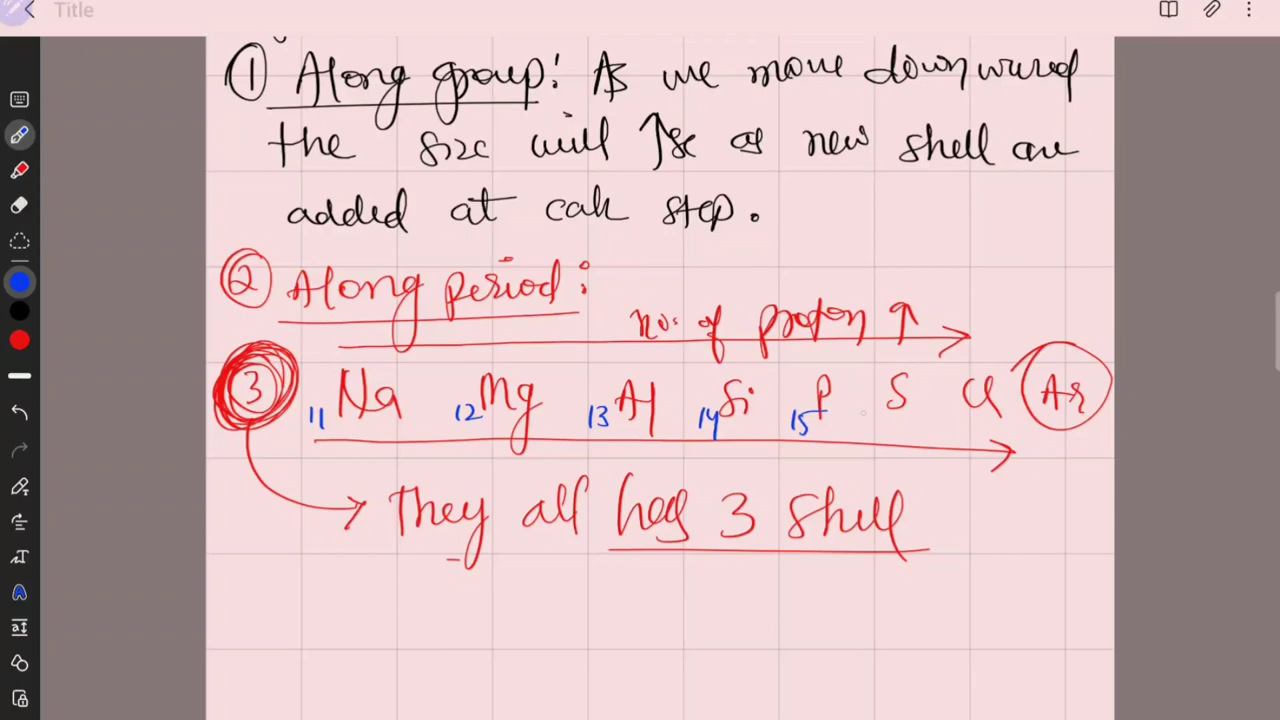 Title
① Along group: As we move downward
the size will ↑se as new shell are
added at each step.
② Along period:
no. of proton ↑
3 11Na 12Mg 13Al 14Si 15P S Cl Ar
They all has 3 shell